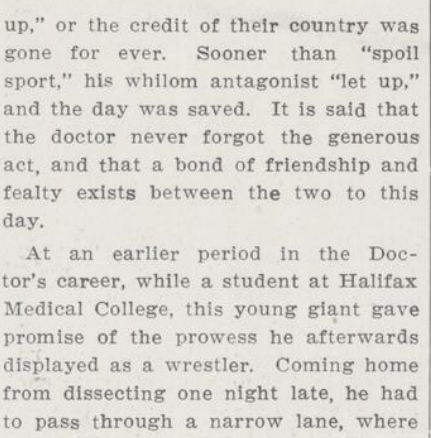 up,” or the credit of their country was
gone for ever. Sooner than “spoil
sport,” his whilom antagonist “let up,”
and the day was saved. It is said that
the doctor never forgot the generous
act, and that a bond of friendship and
fealty exists between the two to this
day.
At an earlier period in the Doc-
tor’s career, while a student at Halifax
Medical College, this young giant gave
promise of the prowess he afterwards
displayed as a wrestler. Coming home
from dissecting one night late, he had
to pass through a narrow lane, where